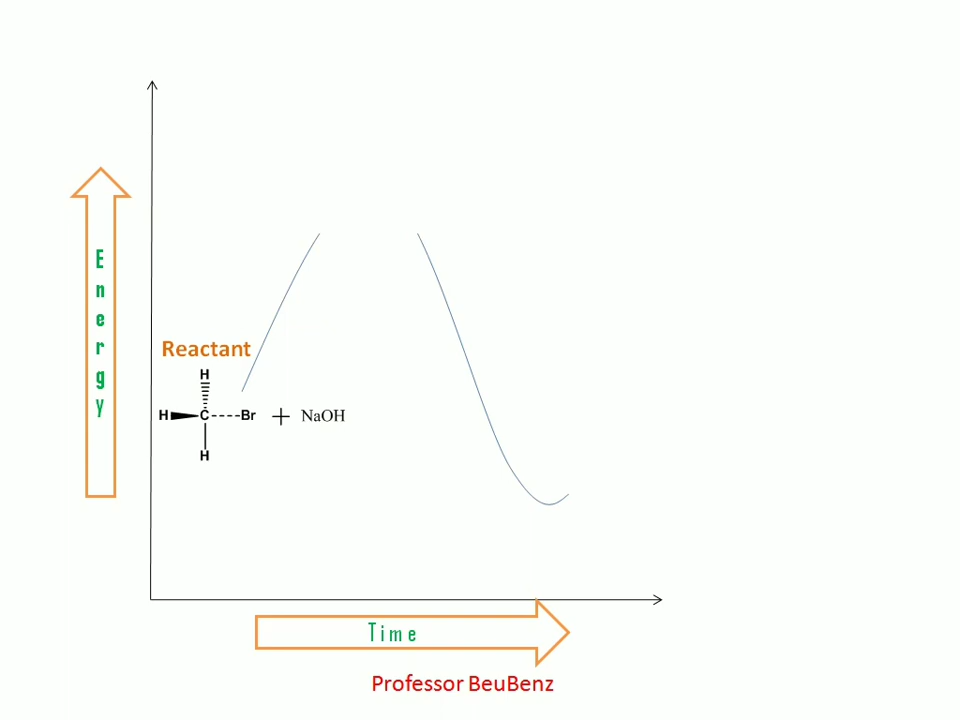 Energy
Reactant
H
H C Br + NaOH
H
Time
Professor BeuBenz